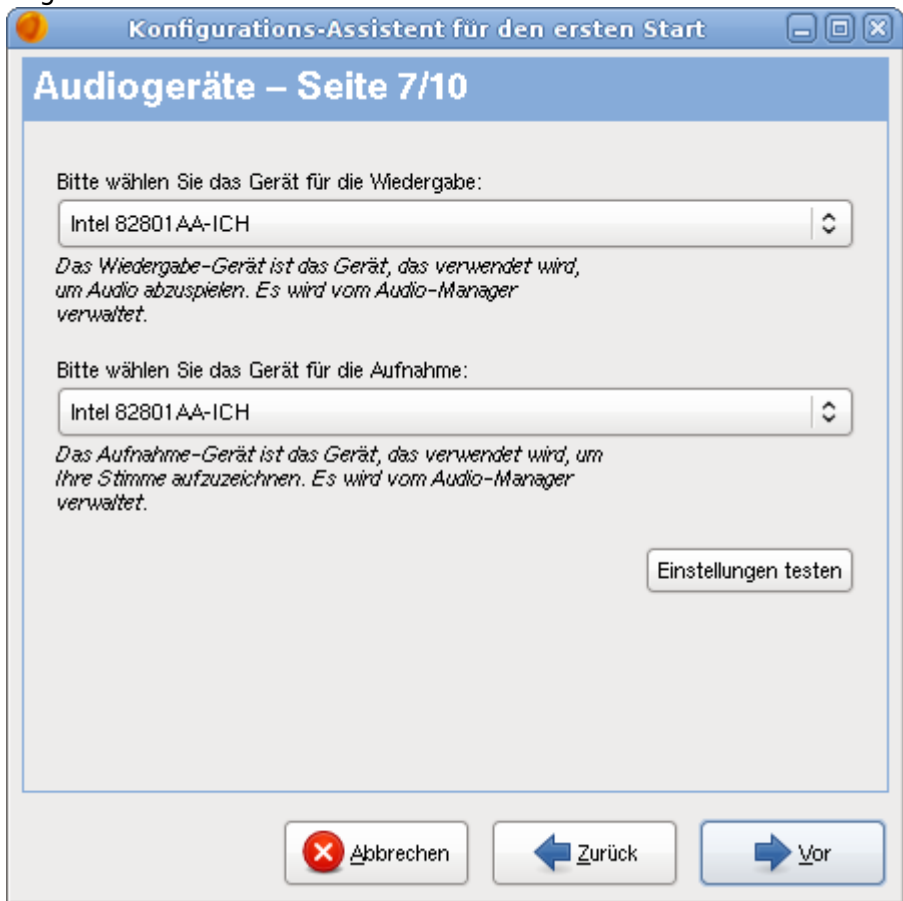 Konfigurations-Assistent für den ersten Start
Audiogeräte – Seite 7/10
Bitte wählen Sie das Gerät für die Wiedergabe:
Intel 82801AA-ICH
Das Wiedergabe-Gerät ist das Gerät, das verwendet wird,
um Audio abzuspielen. Es wird vom Audio-Manager
verwaltet.
Bitte wählen Sie das Gerät für die Aufnahme:
Intel 82801AA-ICH
Das Aufnahme-Gerät ist das Gerät, das verwendet wird, um
Ihre Stimme aufzuzeichnen. Es wird vom Audio-Manager
verwaltet.
Einstellungen testen
Abbrechen
Zurück
Vor